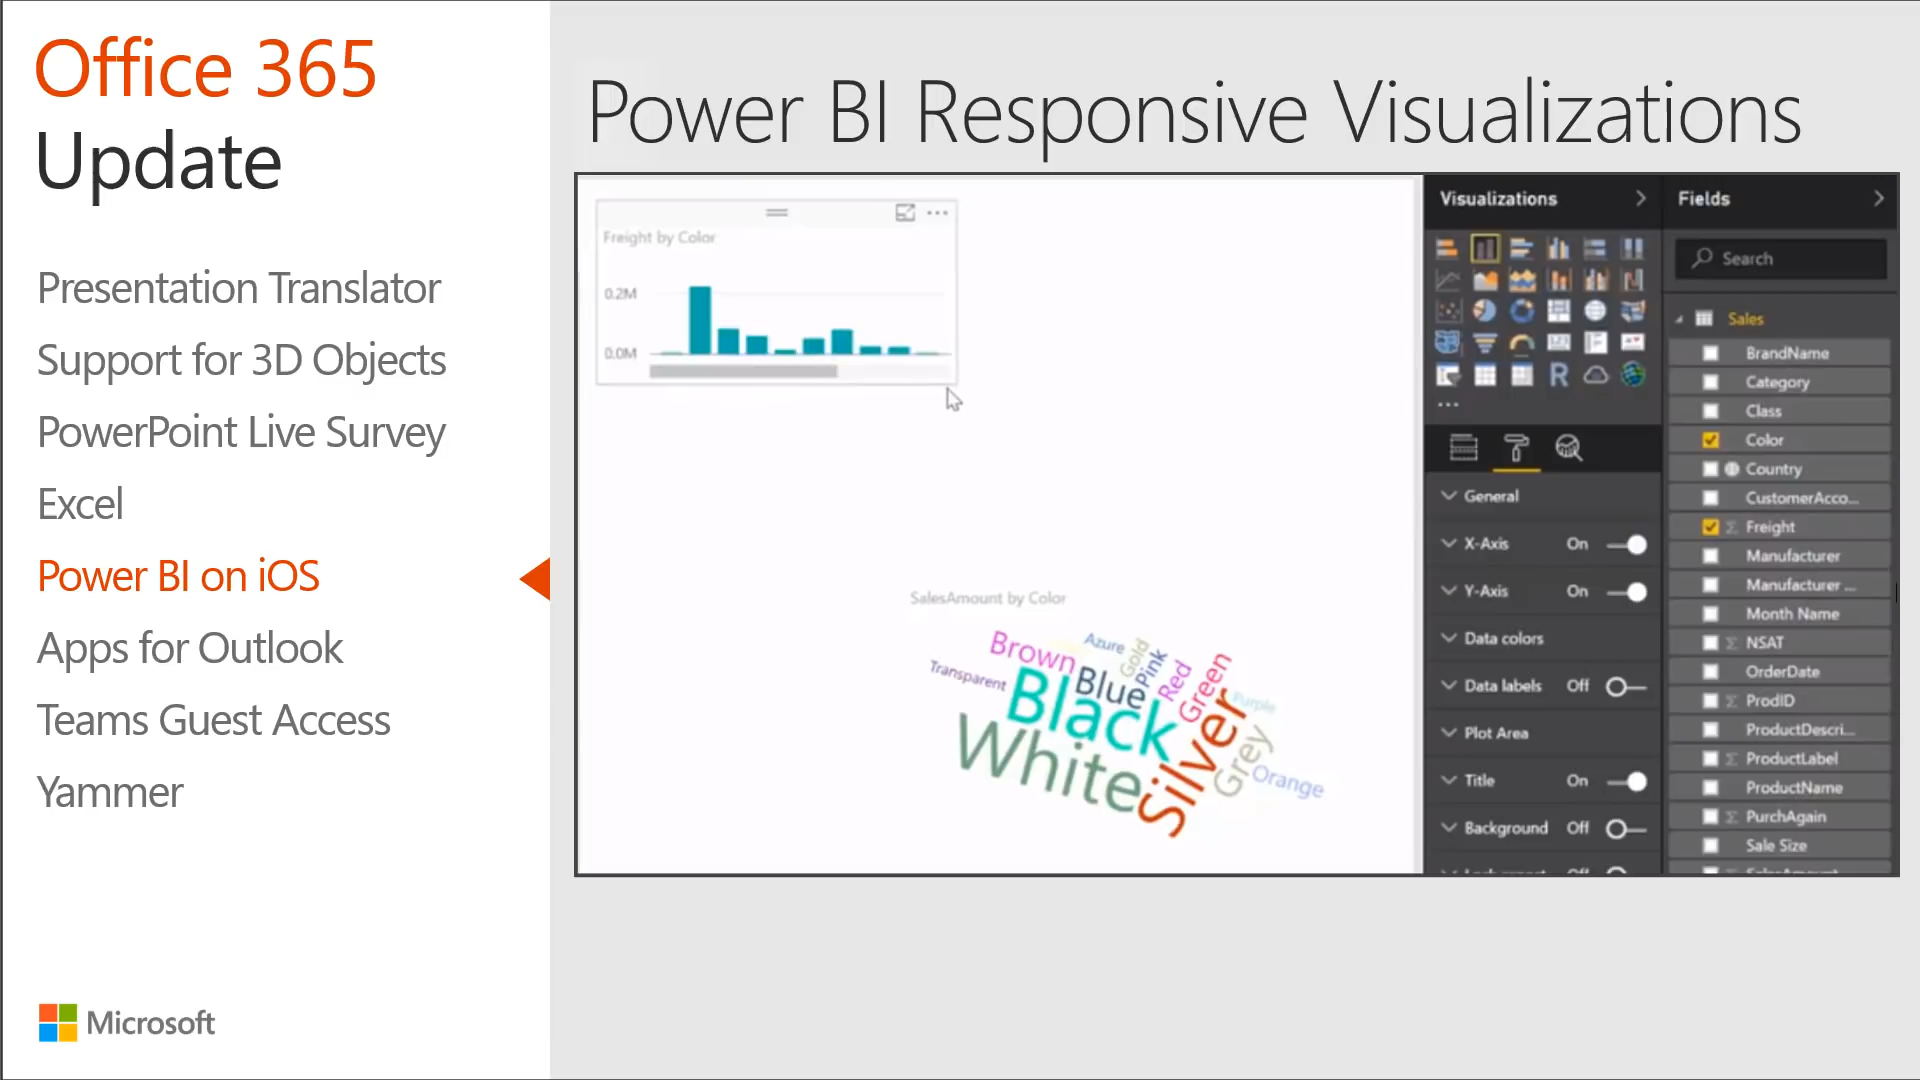 Office 365
Update
Presentation Translator
Support for 3D Objects
PowerPoint Live Survey
Excel
Power BI on iOS
Apps for Outlook
Teams Guest Access
Yammer
Microsoft
Power BI Responsive Visualizations
Freight by Color
0.2M
0.0M
SalesAmount by Color
Brown
Azure
Gold
Pink
Red
Green
Transparent
Blue
Black
Purple
White
Silver
Grey
Orange
Visualizations
R
General
X-Axis On
Y-Axis On
Data colors
Data labels Off
Plot Area
Title On
Background Off
Fields
Search
Sales
BrandName
Category
Class
Color
Country
CustomerAcco...
Σ Freight
Manufacturer
Manufacturer ...
Month Name
Σ NSAT
OrderDate
Σ ProdID
ProductDescri...
Σ ProductLabel
ProductName
Σ PurchAgain
Sale Size